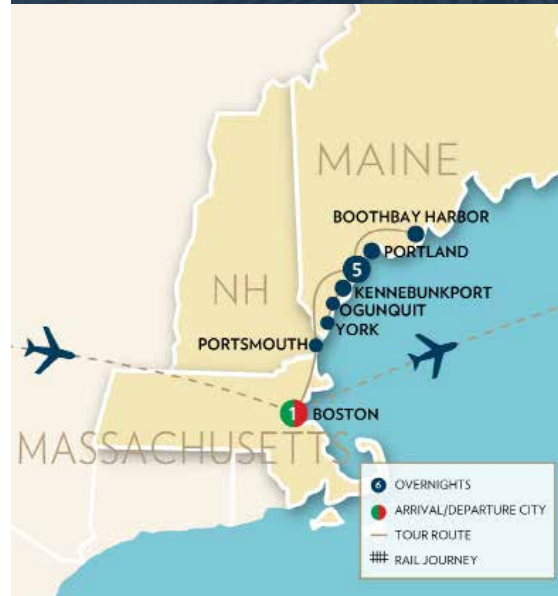 MAINE
BOOTHBAY HARBOR
PORTLAND
5
KENNEBUNKPORT
NH
OGUNQUIT
YORK
PORTSMOUTH
1 BOSTON
MASSACHUSETTS
6 OVERNIGHTS
ARRIVAL/DEPARTURE CITY
TOUR ROUTE
RAIL JOURNEY